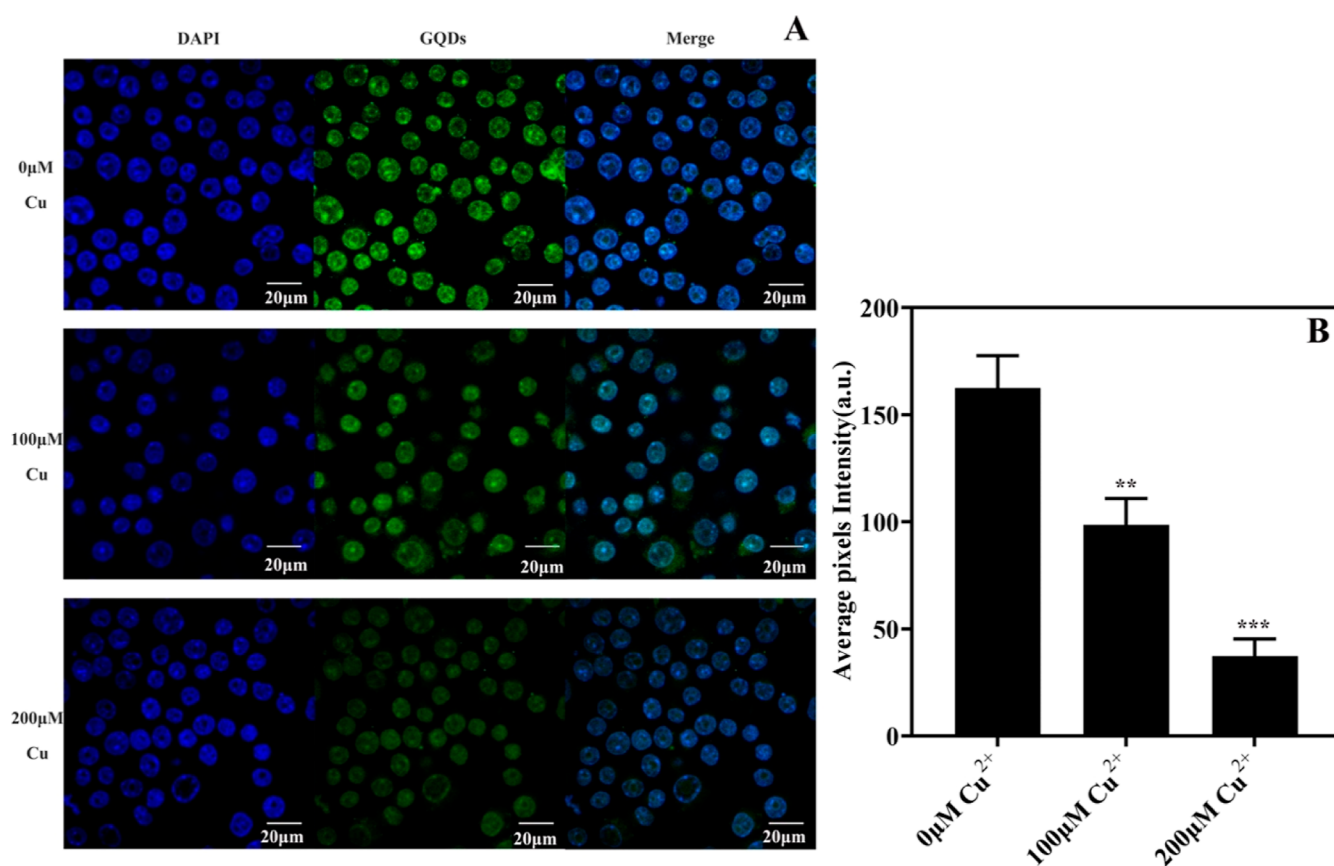 DAPI GQDs Merge A
0μM
Cu
20μm 20μm 20μm
100μM
Cu
20μm 20μm 20μm
200μM
Cu
20μm 20μm 20μm
B
Average pixels Intensity(a.u.)
200
150
100
50
0
**
***
0μM Cu²⁺
100μM Cu²⁺
200μM Cu²⁺